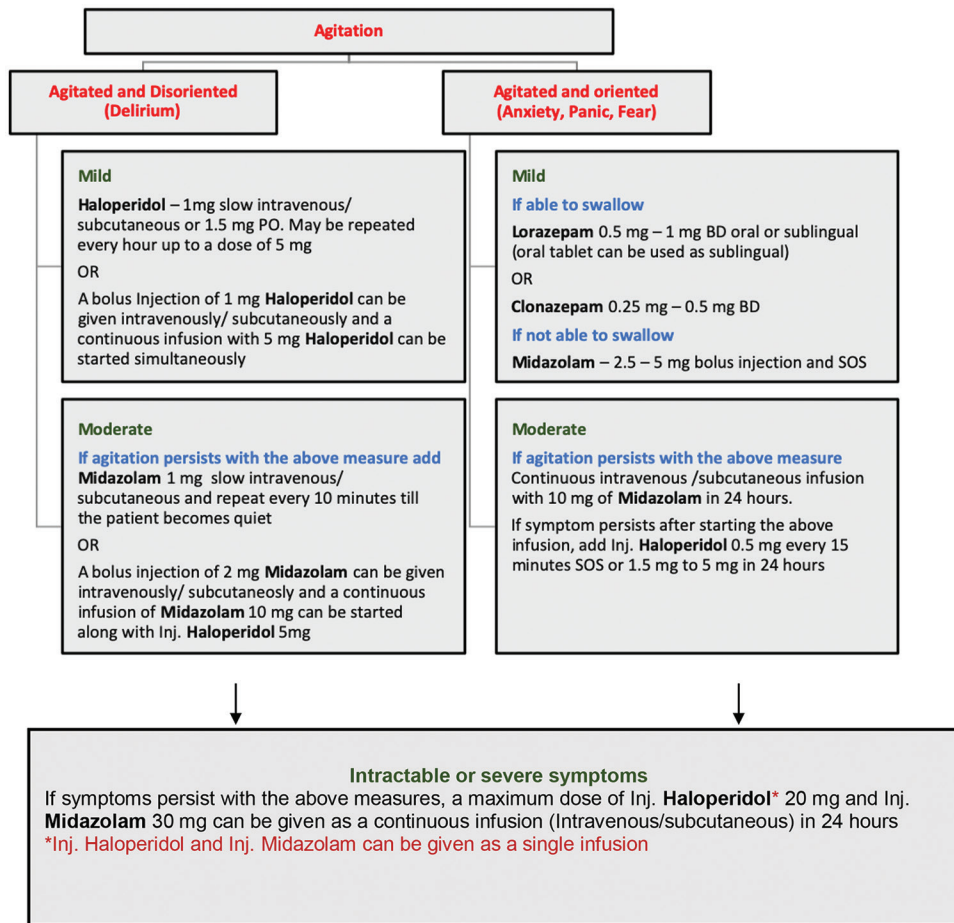 Agitation
Agitated and Disoriented
(Delirium)
Agitated and oriented
(Anxiety, Panic, Fear)
Mild
Haloperidol – 1mg slow intravenous/
subcutaneous or 1.5 mg PO. May be repeated
every hour up to a dose of 5 mg
OR
A bolus Injection of 1 mg Haloperidol can be
given intravenously/ subcutaneously and a
continuous infusion with 5 mg Haloperidol can be
started simultaneously
Moderate
If agitation persists with the above measure add
Midazolam 1 mg slow intravenous/
subcutaneous and repeat every 10 minutes till
the patient becomes quiet
OR
A bolus injection of 2 mg Midazolam can be given
intravenously/ subcutaneosly and a continuous
infusion of Midazolam 10 mg can be started
along with Inj. Haloperidol 5mg
Mild
If able to swallow
Lorazepam 0.5 mg – 1 mg BD oral or sublingual
(oral tablet can be used as sublingual)
OR
Clonazepam 0.25 mg – 0.5 mg BD
If not able to swallow
Midazolam – 2.5 – 5 mg bolus injection and SOS
Moderate
If agitation persists with the above measure
Continuous intravenous /subcutaneous infusion
with 10 mg of Midazolam in 24 hours.
If symptom persists after starting the above
infusion, add Inj. Haloperidol 0.5 mg every 15
minutes SOS or 1.5 mg to 5 mg in 24 hours
Intractable or severe symptoms
If symptoms persist with the above measures, a maximum dose of Inj. Haloperidol* 20 mg and Inj.
Midazolam 30 mg can be given as a continuous infusion (Intravenous/subcutaneous) in 24 hours
*Inj. Haloperidol and Inj. Midazolam can be given as a single infusion